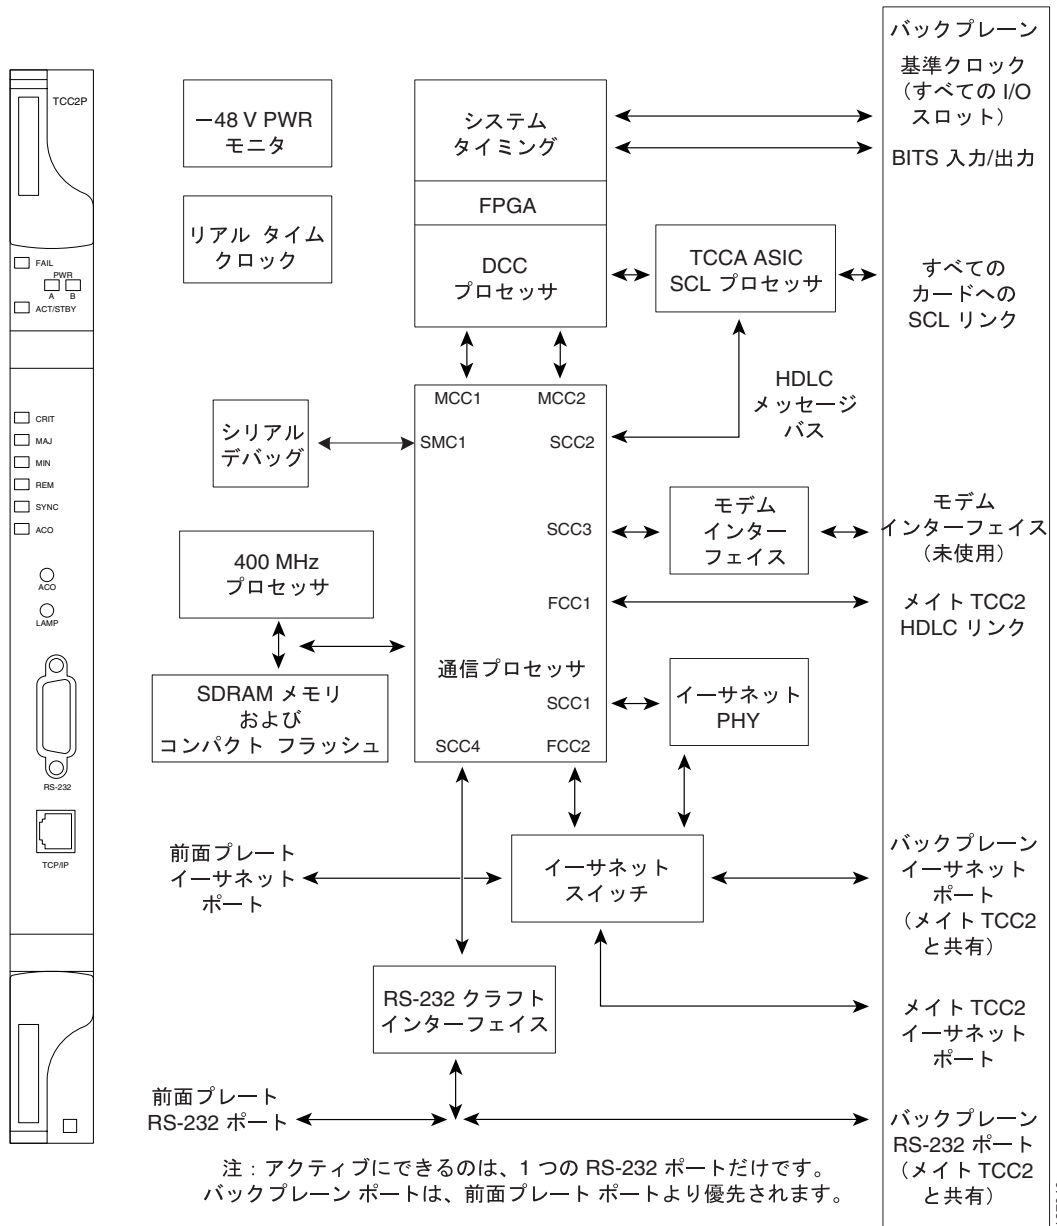 TCC2P
FAIL
PWR
A B
ACT/STBY
CRIT
MAJ
MIN
REM
SYNC
ACO
ACO
LAMP
RS-232
TCP/IP
−48 V PWR
モニタ
リアル タイム
クロック
システム
タイミング
FPGA
DCC
プロセッサ
TCCA ASIC
SCL プロセッサ
HDLC
メッセージ
バス
シリアル
デバッグ
MCC1
MCC2
SMC1
SCC2
SCC3
FCC1
通信プロセッサ
SCC1
SCC4
FCC2
モデム
インター
フェイス
400 MHz
プロセッサ
SDRAM メモリ
および
コンパクト フラッシュ
イーサネット
PHY
前面プレート
イーサネット
ポート
イーサネット
スイッチ
RS-232 クラフト
インターフェイス
前面プレート
RS-232 ポート
バックプレーン
基準クロック
(すべての I/O
スロット)
BITS 入力/出力
すべての
カードへの
SCL リンク
モデム
インターフェイス
(未使用)
メイト TCC2
HDLC リンク
バックプレーン
イーサネット
ポート
(メイト TCC2
と共有)
メイト TCC2
イーサネット
ポート
バックプレーン
RS-232 ポート
(メイト TCC2
と共有)
注:アクティブにできるのは、1 つの RS-232 ポートだけです。
バックプレーン ポートは、前面プレート ポートより優先されます。